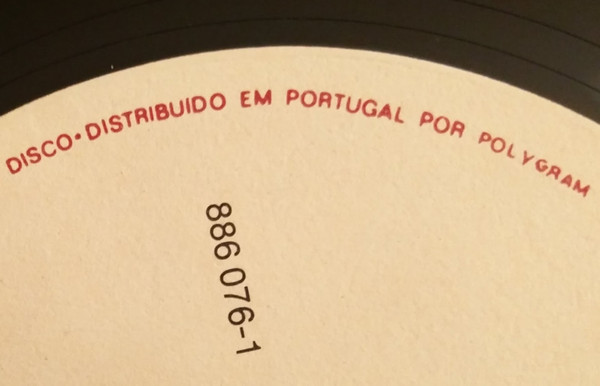 DISCO•DISTRIBUIDO EM PORTUGAL POR POLYGRAM
886 076-1